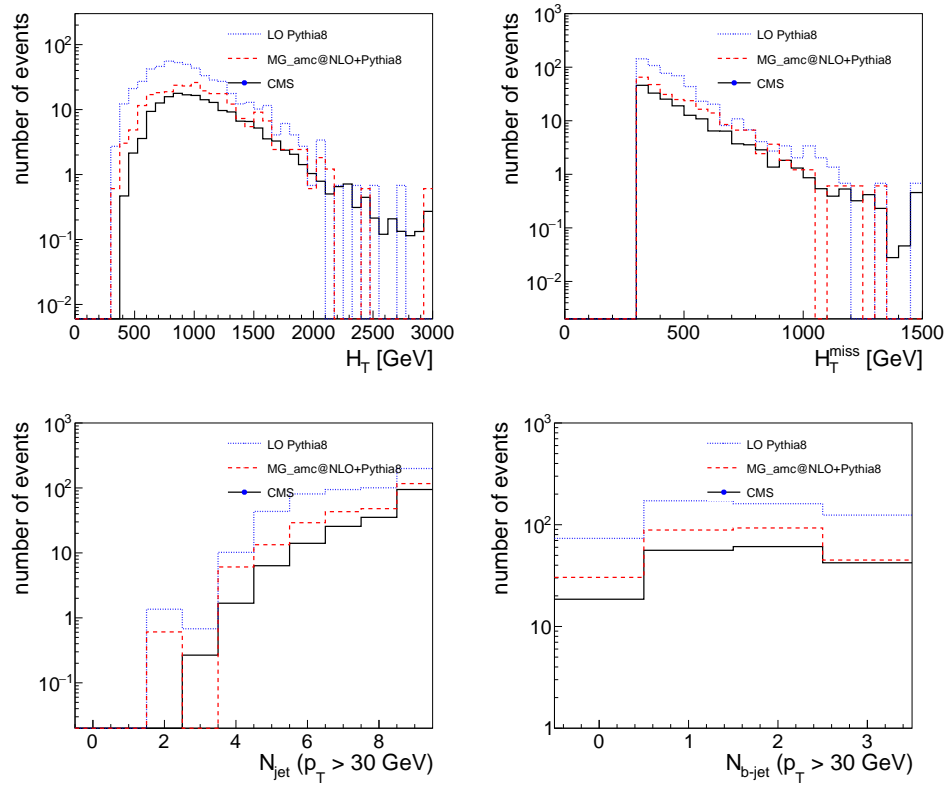 number of events
10²
10
1
10⁻¹
10⁻²
LO Pythia8
MG_amc@NLO+Pythia8
CMS
0 500 1000 1500 2000 2500 3000
H_T [GeV]
number of events
10³
10²
10
1
10⁻¹
10⁻²
LO Pythia8
MG_amc@NLO+Pythia8
CMS
0 500 1000 1500
H_T^miss [GeV]
number of events
10³
10²
10
1
10⁻¹
LO Pythia8
MG_amc@NLO+Pythia8
CMS
0 2 4 6 8
N_jet (p_T > 30 GeV)
number of events
10³
10²
10
1
LO Pythia8
MG_amc@NLO+Pythia8
CMS
0 1 2 3
N_b-jet (p_T > 30 GeV)